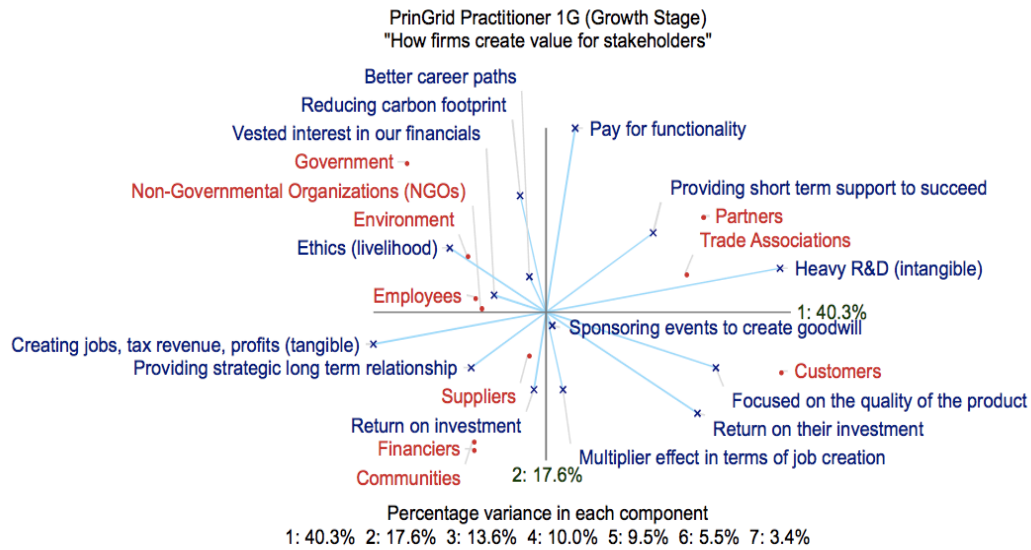 PrinGrid Practitioner 1G (Growth Stage)
"How firms create value for stakeholders"
Better career paths
Reducing carbon footprint
Vested interest in our financials
Pay for functionality
Government
Non-Governmental Organizations (NGOs)
Providing short term support to succeed
Environment
Partners
Ethics (livelihood)
Trade Associations
Heavy R&D (intangible)
Employees
1: 40.3%
Sponsoring events to create goodwill
Creating jobs, tax revenue, profits (tangible)
Providing strategic long term relationship
Customers
Suppliers
Focused on the quality of the product
Return on investment
Return on their investment
Financiers
Multiplier effect in terms of job creation
Communities
2: 17.6%
Percentage variance in each component
1: 40.3% 2: 17.6% 3: 13.6% 4: 10.0% 5: 9.5% 6: 5.5% 7: 3.4%